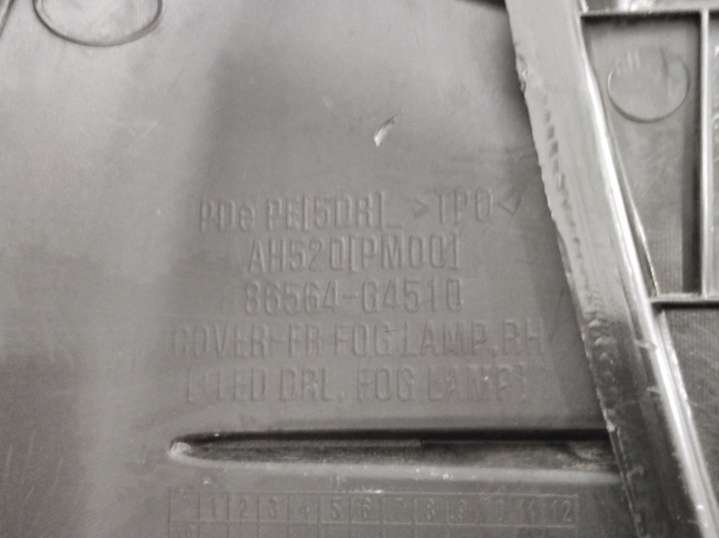 PDe PE[5DR]_ >TPO<
AH520[PM00]
86564-G4510
COVER-FR FOG LAMP, RH
[*LED DRL, FOG LAMP]
1 2 3 4 5 6 7 8 9 10 11 12